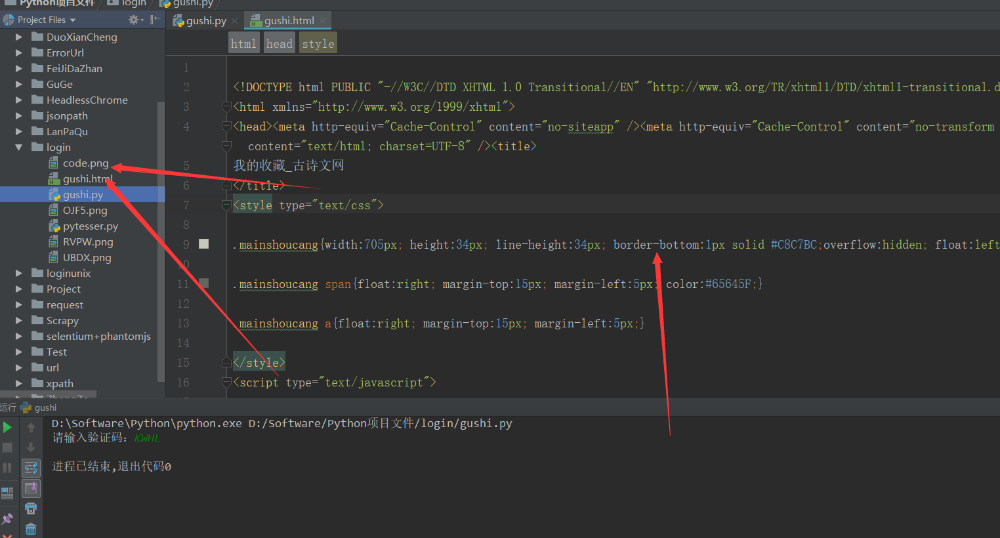 Python项目文件 login gushi.py
Project Files
gushi.py gushi.html
html head style
DuoXianCheng
ErrorUrl
FeiJiDaZhan
GuGe
HeadlessChrome
jsonpath
LanPaQu
login
code.png
gushi.html
gushi.py
OJF5.png
pytesser.py
RVPW.png
UBDX.png
loginunix
Project
request
Scrapy
selentium+phantomjs
Test
url
xpath
1
2 <!DOCTYPE html PUBLIC "-//W3C//DTD XHTML 1.0 Transitional//EN" "http://www.w3.org/TR/xhtml1/DTD/xhtml1-transitional.d
3 <html xmlns="http://www.w3.org/1999/xhtml">
4 <head><meta http-equiv="Cache-Control" content="no-siteapp" /><meta http-equiv="Cache-Control" content="no-transform
content="text/html; charset=UTF-8" /><title>
5 我的收藏_古诗文网
6 </title>
7 <style type="text/css">
8
9 .mainshoucang{width:705px; height:34px; line-height:34px; border-bottom:1px solid #C8C7BC;overflow:hidden; float:left
10
11 .mainshoucang span{float:right; margin-top:15px; margin-left:5px; color:#65645F;}
12
13 .mainshoucang a{float:right; margin-top:15px; margin-left:5px;}
14
15 </style>
16 <script type="text/javascript">
运行 gushi
D:\Software\Python\python.exe D:/Software/Python项目文件/login/gushi.py
请输入验证码：KWHL
进程已结束,退出代码0